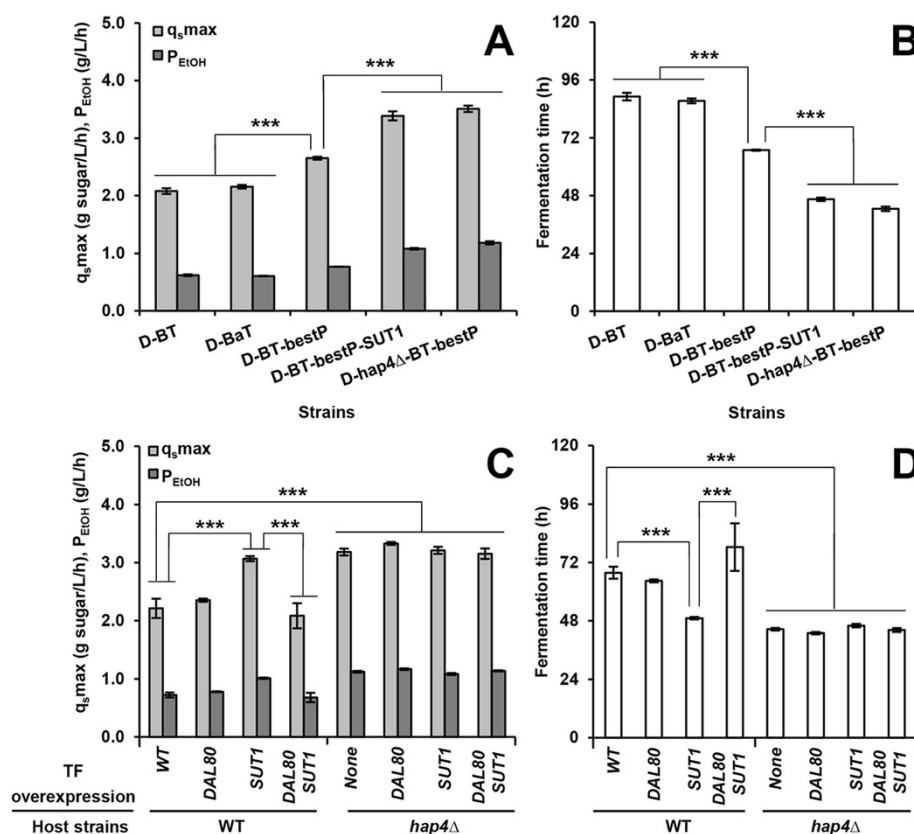 A
qₛmax
P_EtOH
qₛmax (g sugar/L/h), P_EtOH (g/L/h)
5.0
4.0
3.0
2.0
1.0
0.0
***
***
D-BT
D-BaT
D-BT-bestP
D-BT-bestP-SUT1
D-hap4Δ-BT-bestP
Strains
B
Fermentation time (h)
120
96
72
48
24
0
***
***
D-BT
D-BaT
D-BT-bestP
D-BT-bestP-SUT1
D-hap4Δ-BT-bestP
Strains
C
qₛmax
P_EtOH
qₛmax (g sugar/L/h), P_EtOH (g/L/h)
5.0
4.0
3.0
2.0
1.0
0.0
***
***
***
WT
DAL80
SUT1
DAL80
SUT1
None
DAL80
SUT1
DAL80
SUT1
TF
overexpression
Host strains
WT
hap4Δ
D
Fermentation time (h)
120
96
72
48
24
0
***
***
***
WT
DAL80
SUT1
DAL80
SUT1
None
DAL80
SUT1
DAL80
SUT1
WT
hap4Δ